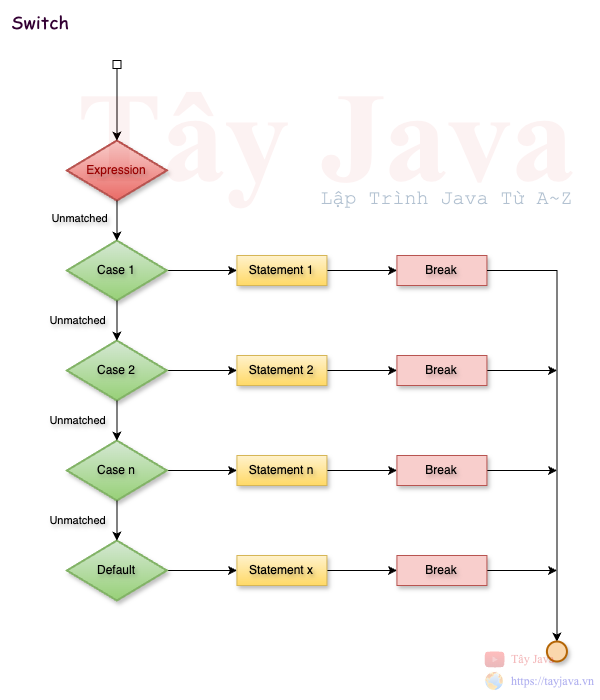 Switch
Tây Java
Lập Trình Java Từ A~Z
Expression
Unmatched
Case 1
Statement 1
Break
Unmatched
Case 2
Statement 2
Break
Unmatched
Case n
Statement n
Break
Unmatched
Default
Statement x
Break
Tây Java
https://tayjava.vn